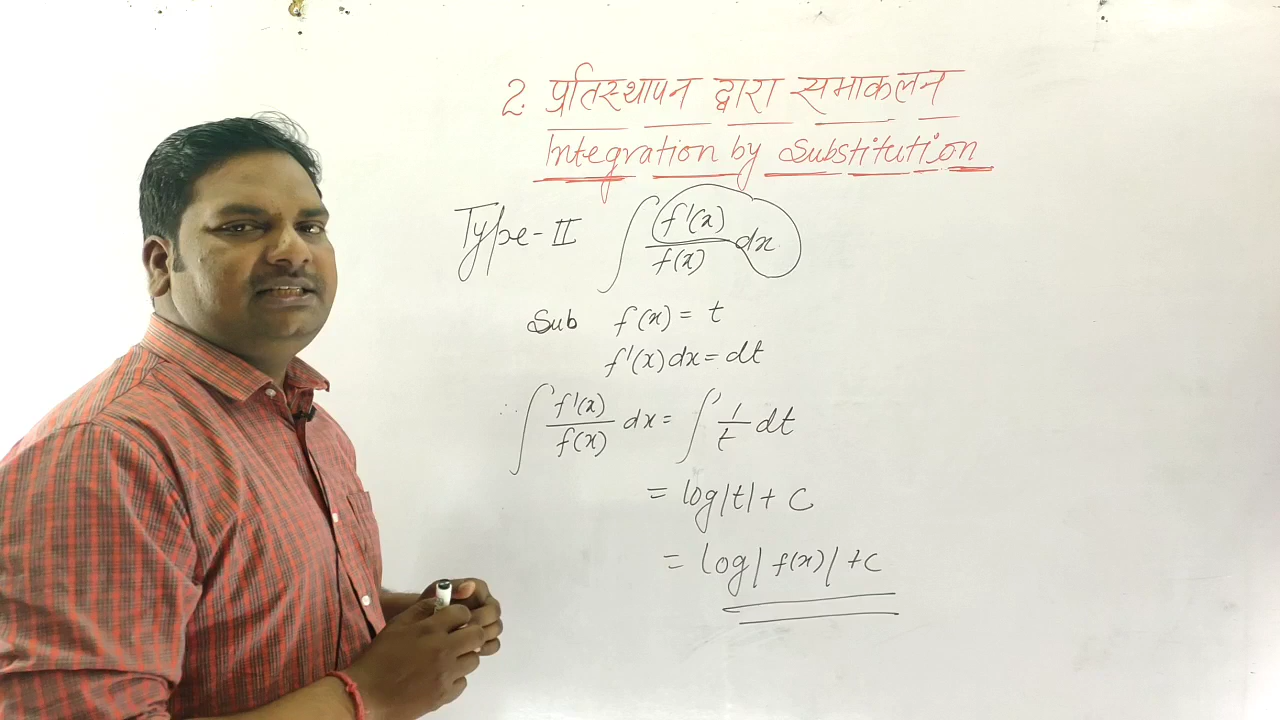 2. प्रतिस्थापन द्वारा समाकलन
Integration by Substitution
Type-II ∫ f'(x)/f(x) dx
Sub f(x) = t
f'(x) dx = dt
∴ ∫ f'(x)/f(x) dx = ∫ 1/t dt
= log|t| + C
= log|f(x)| + C